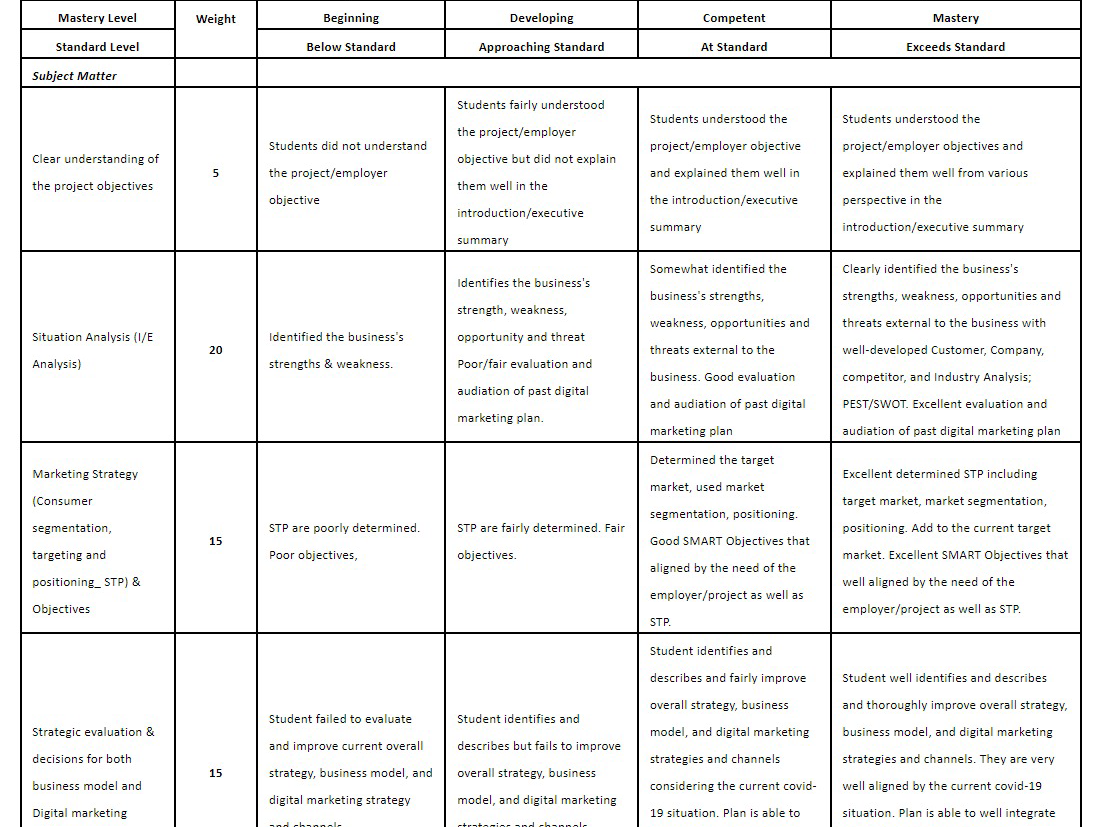 Mastery Level Weight Beginning Developing Competent Mastery
Standard Level Below Standard Approaching Standard At Standard Exceeds Standard
Subject Matter
Clear understanding of
the project objectives
5
Students did not understand
the project/employer
objective
Students fairly understood
the project/employer
objective but did not explain
them well in the
introduction/executive
summary
Students understood the
project/employer objective
and explained them well in
the introduction/executive
summary
Students understood the
project/employer objectives and
explained them well from various
perspective in the
introduction/executive summary
Situation Analysis (I/E
Analysis)
20
Identified the business's
strengths & weakness.
Identifies the business's
strength, weakness,
opportunity and threat
Poor/fair evaluation and
audiation of past digital
marketing plan.
Somewhat identified the
business's strengths,
weakness, opportunities and
threats external to the
business. Good evaluation
and audiation of past digital
marketing plan
Clearly identified the business's
strengths, weakness, opportunities and
threats external to the business with
well-developed Customer, Company,
competitor, and Industry Analysis;
PEST/SWOT. Excellent evaluation and
audiation of past digital marketing plan
Marketing Strategy
(Consumer
segmentation,
targeting and
positioning_ STP) &
Objectives
15
STP are poorly determined.
Poor objectives,
STP are fairly determined. Fair
objectives.
Determined the target
market, used market
segmentation, positioning.
Good SMART Objectives that
aligned by the need of the
employer/project as well as
STP.
Excellent determined STP including
target market, market segmentation,
positioning. Add to the current target
market. Excellent SMART Objectives that
well aligned by the need of the
employer/project as well as STP.
Strategic evaluation &
decisions for both
business model and
Digital marketing
15
Student failed to evaluate
and improve current overall
strategy, business model, and
digital marketing strategy
and channels
Student identifies and
describes but fails to improve
overall strategy, business
model, and digital marketing
strategies and channels
Student identifies and
describes and fairly improve
overall strategy, business
model, and digital marketing
strategies and channels
considering the current covid-
19 situation. Plan is able to
Student well identifies and describes
and thoroughly improve overall strategy,
business model, and digital marketing
strategies and channels. They are very
well aligned by the current covid-19
situation. Plan is able to well integrate